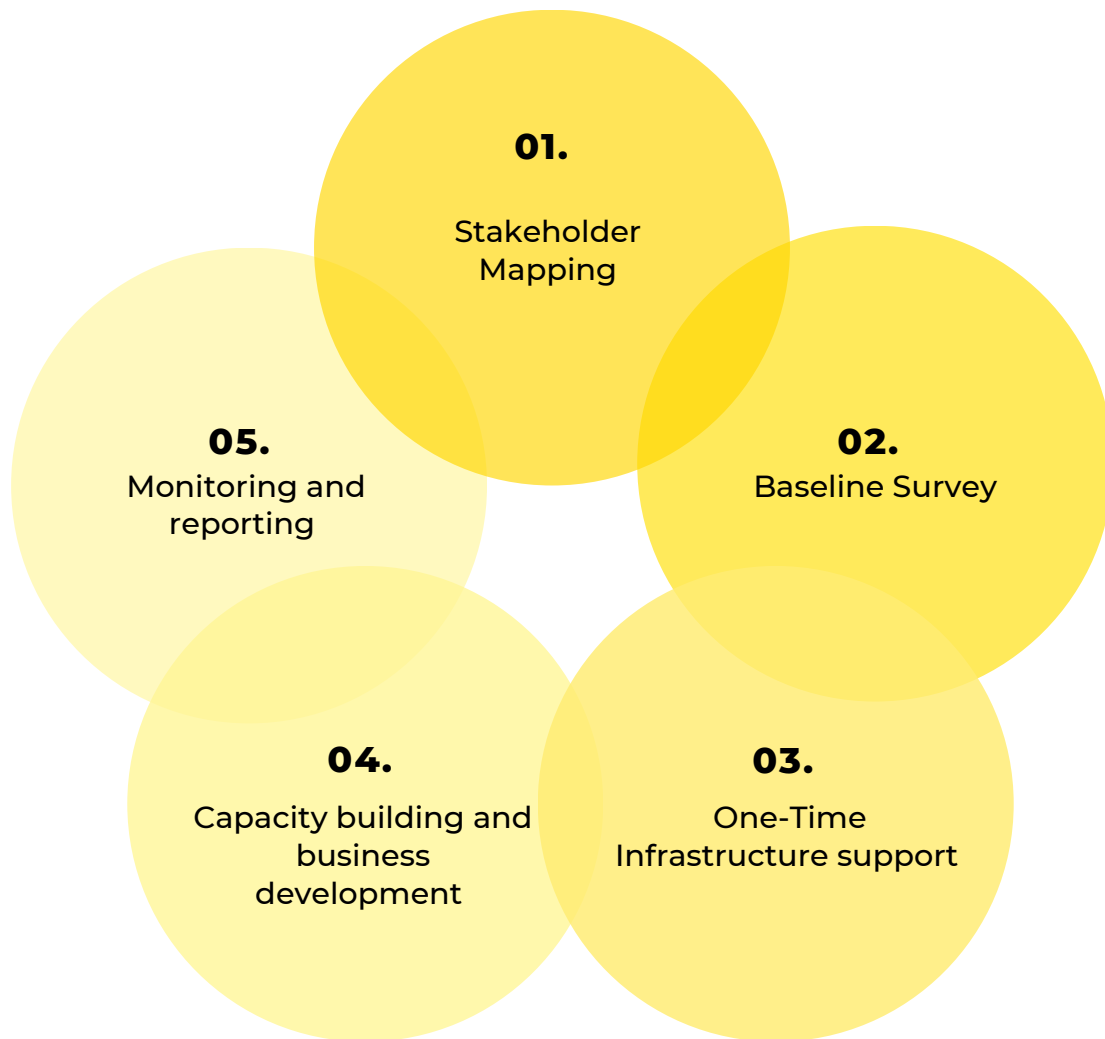 01.
Stakeholder
Mapping
02.
Baseline Survey
03.
One-Time
Infrastructure support
04.
Capacity building and
business
development
05.
Monitoring and
reporting